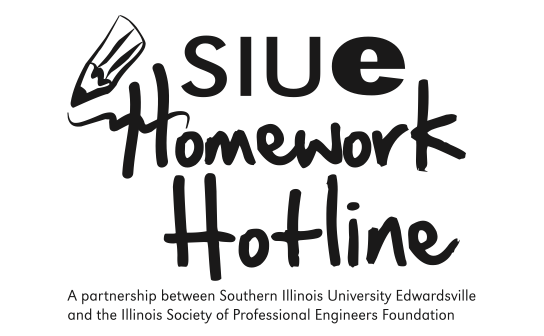 SIUe
Homework
Hotline
A partnership between Southern Illinois University Edwardsville
and the Illinois Society of Professional Engineers Foundation